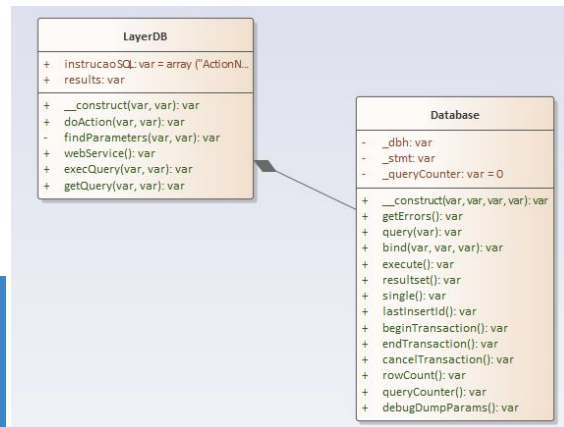 LayerDB
+ instrucaoSQL: var = array ("ActionN...
+ results: var
+ __construct(var, var): var
+ doAction(var, var): var
- findParameters(var, var): var
+ webService(): var
+ execQuery(var, var): var
+ getQuery(var, var): var
Database
- _dbh: var
- _stmt: var
- _queryCounter: var = 0
+ __construct(var, var, var, var): var
+ getErrors(): var
+ query(var): var
+ bind(var, var, var): var
+ execute(): var
+ resultset(): var
+ single(): var
+ lastInsertId(): var
+ beginTransaction(): var
+ endTransaction(): var
+ cancelTransaction(): var
+ rowCount(): var
+ queryCounter(): var
+ debugDumpParams(): var